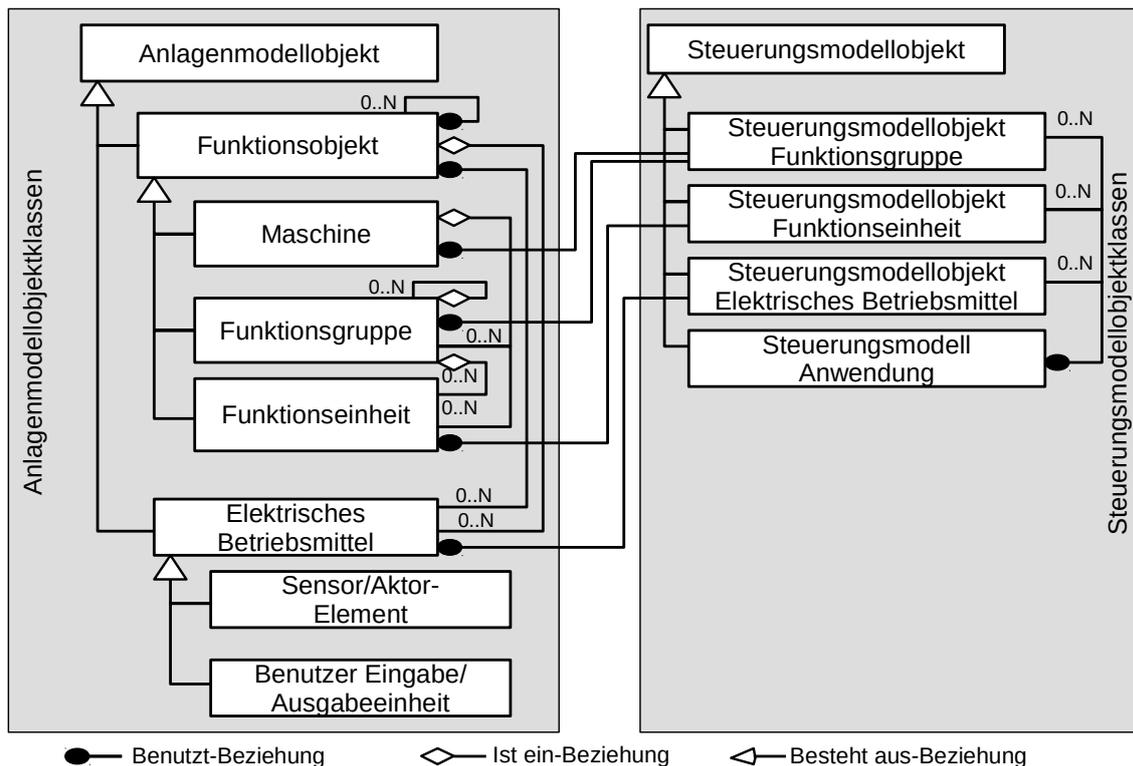 Anlagenmodellobjektklassen
Anlagenmodellobjekt
0..N
Funktionsobjekt
Maschine
0..N
Funktionsgruppe
0..N
0..N
Funktionseinheit
0..N
0..N
Elektrisches
Betriebsmittel
0..N
Sensor/Aktor-
Element
Benutzer Eingabe/
Ausgabeeinheit
Steuerungsmodellobjekt
Steuerungsmodellobjekt
Funktionsgruppe
0..N
Steuerungsmodellobjekt
Funktionseinheit
0..N
Steuerungsmodellobjekt
Elektrisches Betriebsmittel
0..N
Steuerungsmodell
Anwendung
Steuerungsmodellobjektklassen
Benutzt-Beziehung
Ist ein-Beziehung
Besteht aus-Beziehung